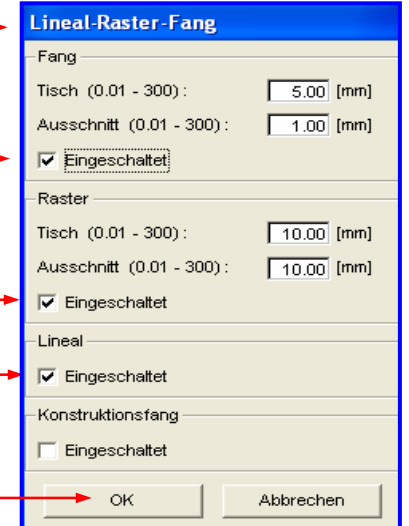 Lineal-Raster-Fang
Fang
Tisch (0.01 - 300) : 5.00 [mm]
Ausschnitt (0.01 - 300) : 1.00 [mm]
Eingeschaltet
Raster
Tisch (0.01 - 300) : 10.00 [mm]
Ausschnitt (0.01 - 300) : 10.00 [mm]
Eingeschaltet
Lineal
Eingeschaltet
Konstruktionsfang
Eingeschaltet
OK Abbrechen